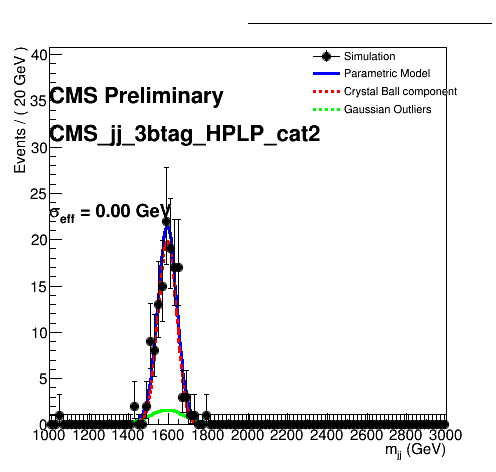 Events / ( 20 GeV )
40
35
30
25
20
15
10
5
0
Simulation
Parametric Model
Crystal Ball component
Gaussian Outliers
CMS Preliminary
CMS_jj_3btag_HPLP_cat2
σeff = 0.00 GeV
1000 1200 1400 1600 1800 2000 2200 2400 2600 2800 3000
mjj (GeV)